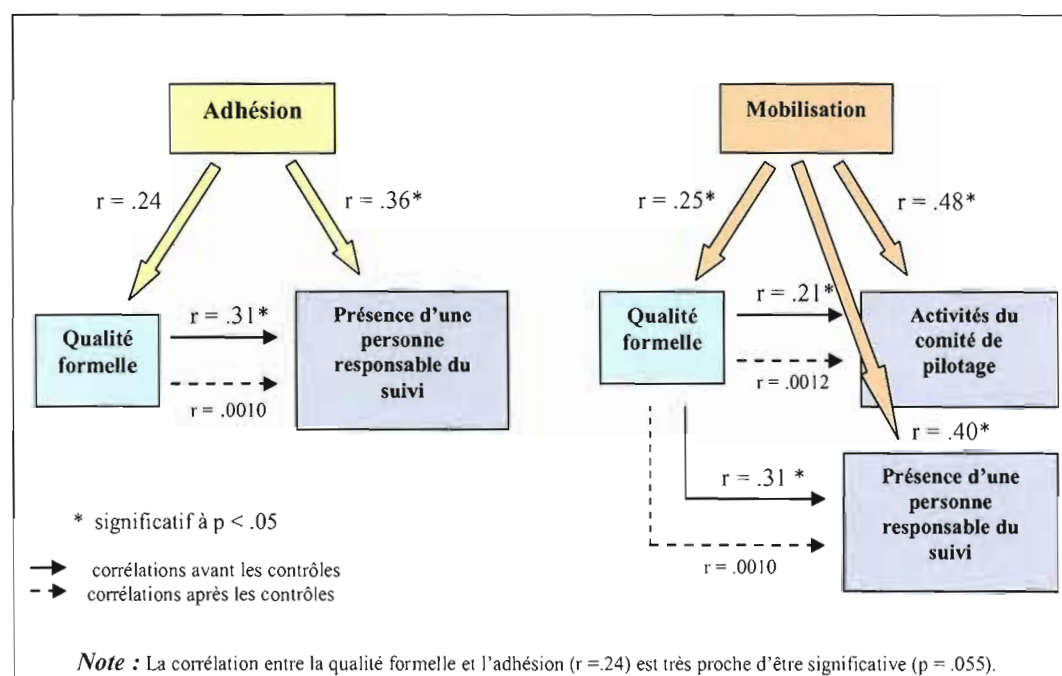 Adhésion
r = .24
r = .36*
Qualité
formelle
r = .31*
r = .0010
Présence d’une
personne
responsable du
suivi
Mobilisation
r = .25*
r = .48*
Qualité
formelle
r = .21*
r = .0012
Activités du
comité de
pilotage
r = .40*
r = .31 *
r = .0010
Présence d’une
personne
responsable du
suivi
* significatif à p < .05
corrélations avant les contrôles
corrélations après les contrôles
Note : La corrélation entre la qualité formelle et l’adhésion (r =.24) est très proche d’être significative (p = .055).